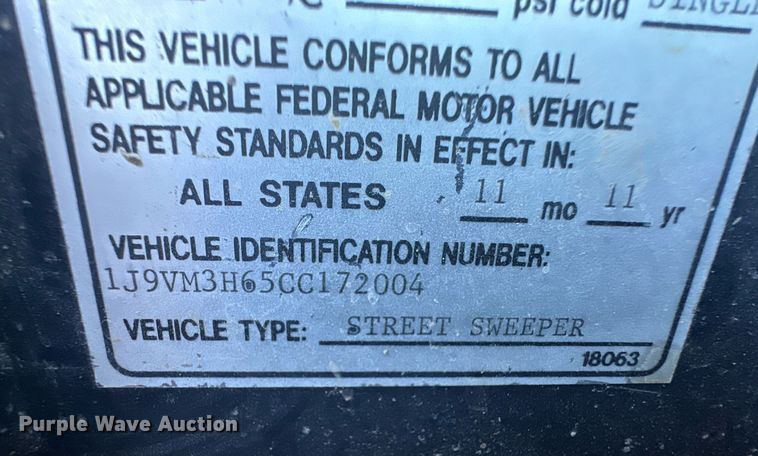 psi cold SINGLE
THIS VEHICLE CONFORMS TO ALL
APPLICABLE FEDERAL MOTOR VEHICLE
SAFETY STANDARDS IN EFFECT IN:
ALL STATES 11 mo 11 yr
VEHICLE IDENTIFICATION NUMBER:
1J9VM3H65CC172004
VEHICLE TYPE: STREET SWEEPER
18063
Purple Wave Auction